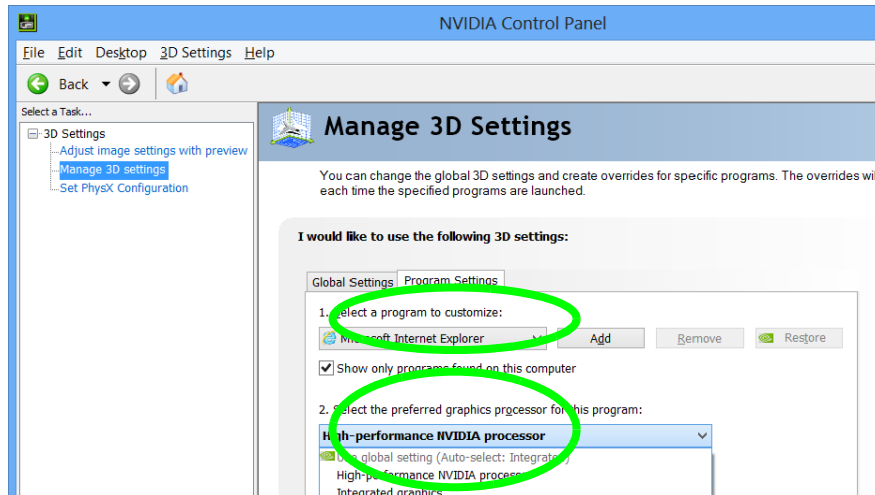 NVIDIA Control Panel
File Edit Desktop 3D Settings Help
Back
Select a Task...
3D Settings
Adjust image settings with preview
Manage 3D settings
Set PhysX Configuration
Manage 3D Settings
You can change the global 3D settings and create overrides for specific programs. The overrides wi
each time the specified programs are launched.
I would like to use the following 3D settings:
Global Settings Program Settings
1. Select a program to customize:
Microsoft Internet Explorer Add Remove Restore
Show only programs found on this computer
2. Select the preferred graphics processor for this program:
High-performance NVIDIA processor
Use global setting (Auto-select: Integrated)
High-performance NVIDIA processor
Integrated graphics